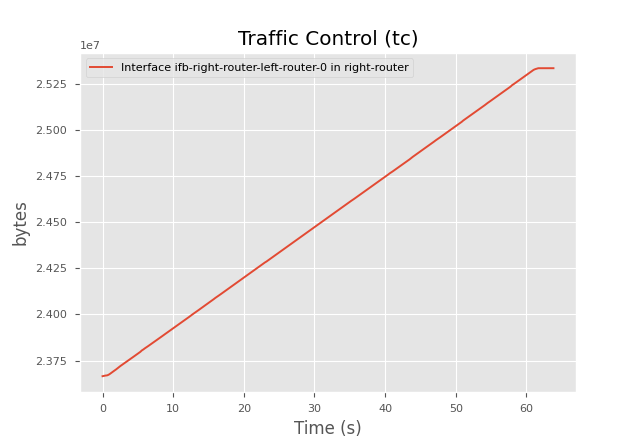 Traffic Control (tc)
1e7
Interface ifb-right-router-left-router-0 in right-router
2.525
2.500
2.475
2.450
2.425
2.400
2.375
bytes
0 10 20 30 40 50 60
Time (s)